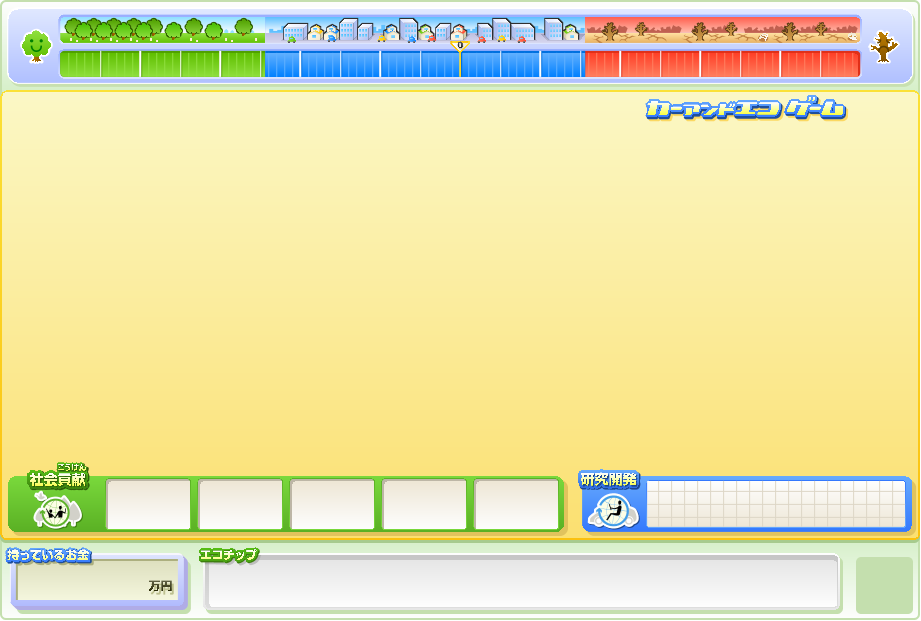 0
カーアンドエコ ゲーム
こうけん
社会貢献
研究開発
持っているお金
エコチップ
万円